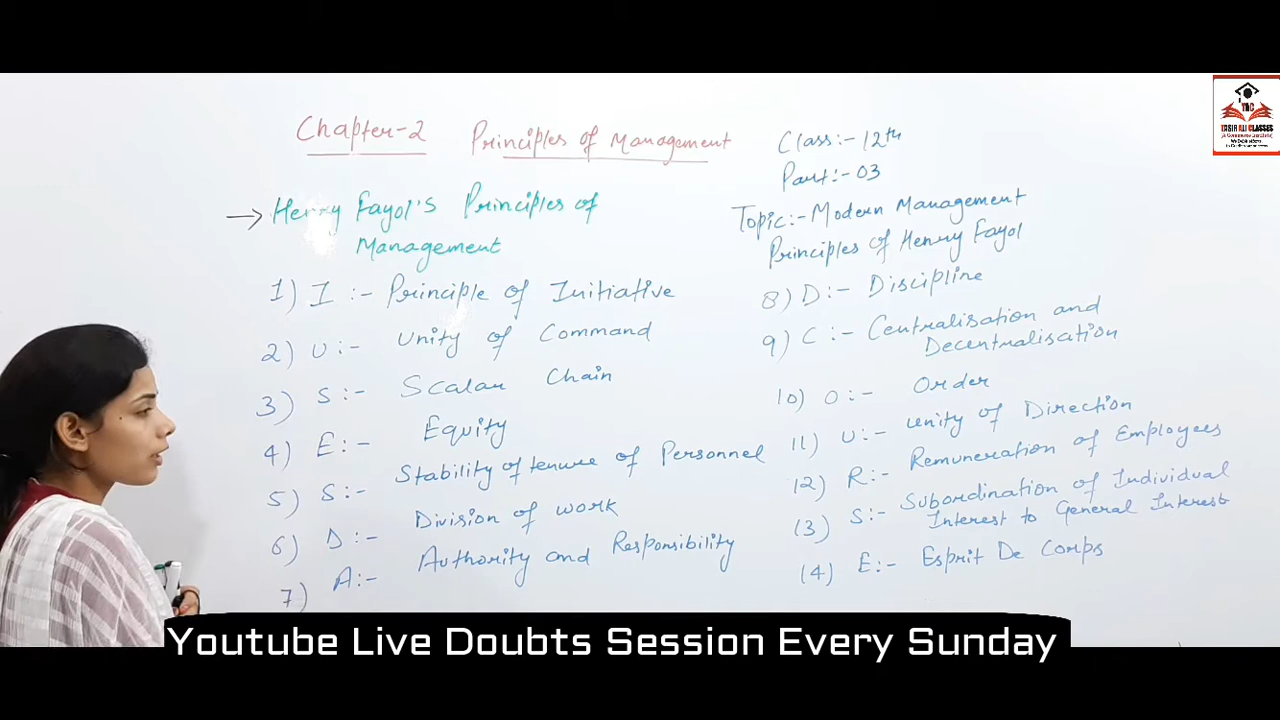 Chapter-2 Principles of Management
Class:- 12th
Part:- 03
Topic:- Modern Management
Principles of Henry Fayol
→ Henry Fayol's Principles of
Management
1) I :- Principle of Initiative
2) U :- Unity of Command
3) S :- Scalar Chain
4) E :- Equity
5) S :- Stability of tenure of Personnel
6) D :- Division of work
7) A :- Authority and Responsibility
8) D :- Discipline
9) C :- Centralisation and
Decentralisation
10) O :- Order
11) U :- Unity of Direction
12) R :- Remuneration of Employees
13) S :- Subordination of Individual
Interest to General Interest
14) E :- Esprit De Corps
Youtube Live Doubts Session Every Sunday